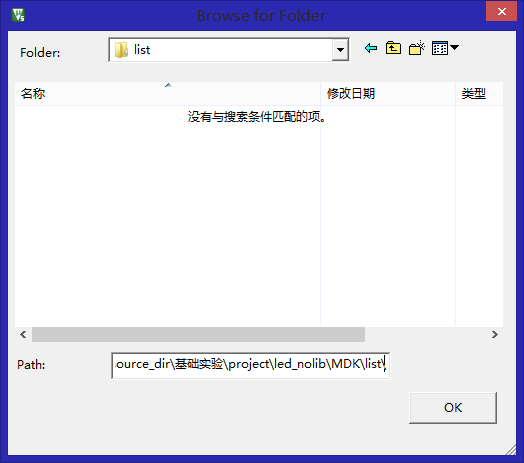 Browse for Folder
Folder:
list
名称
修改日期
类型
没有与搜索条件匹配的项。
Path:
ource_dir\基础实验\project\led_nolib\MDK\list\
OK